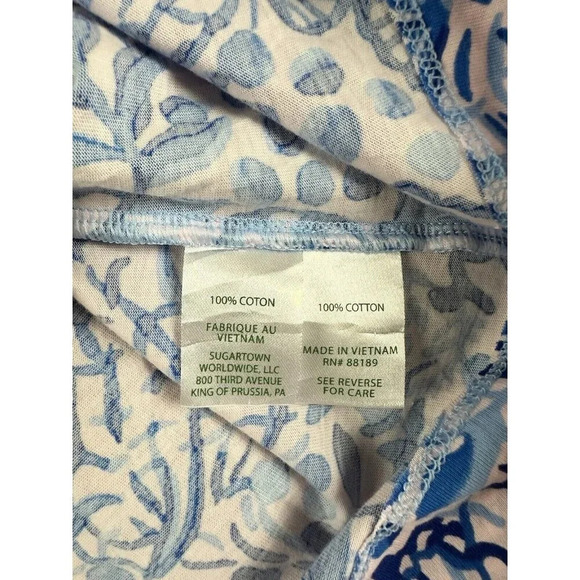 100% COTON
FABRIQUE AU
VIETNAM
SUGARTOWN
WORLDWIDE, LLC
800 THIRD AVENUE
KING OF PRUSSIA, PA
100% COTTON
MADE IN VIETNAM
RN# 88189
SEE REVERSE
FOR CARE